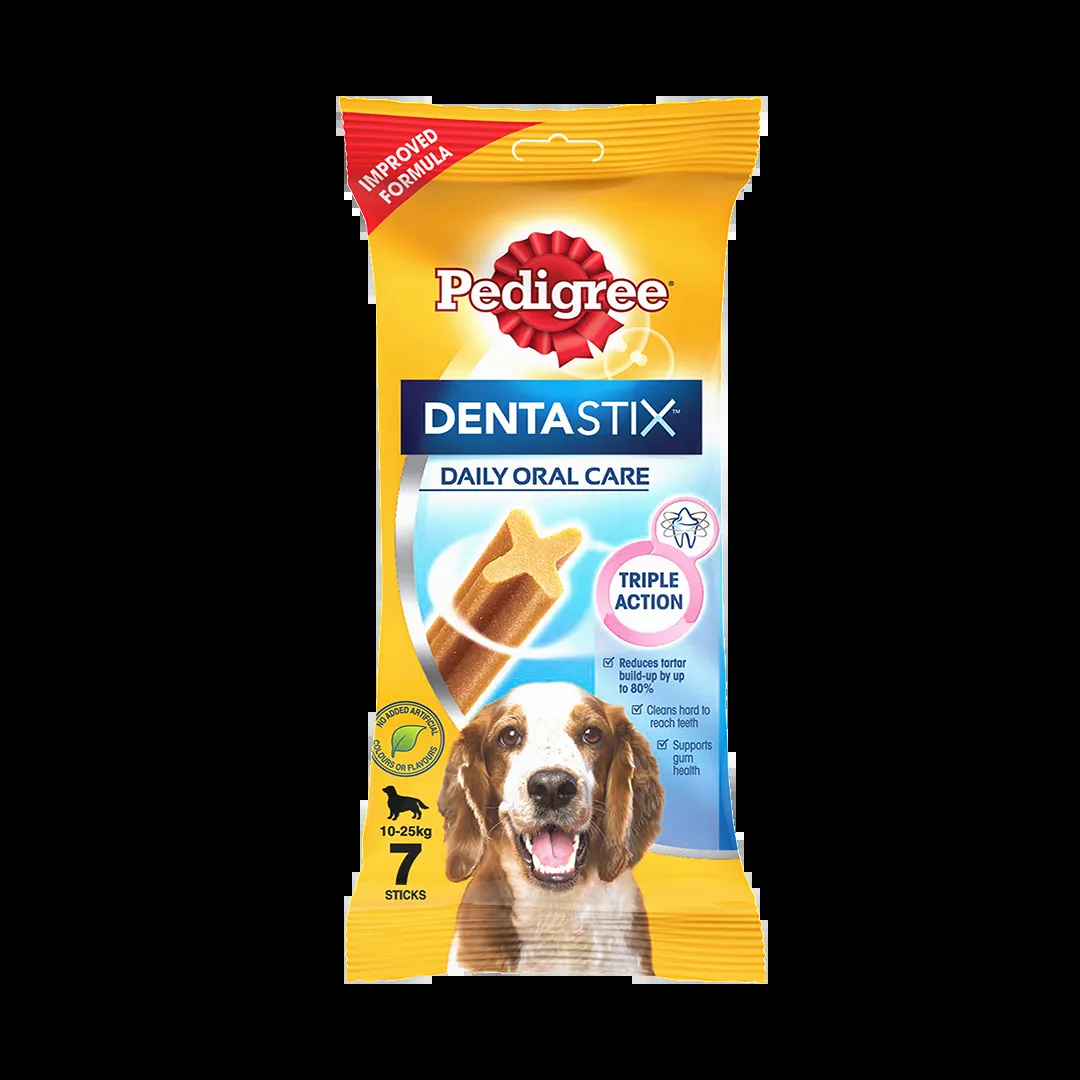 IMPROVED
FORMULA
Pedigree®
DENTASTIX™
DAILY ORAL CARE
TRIPLE
ACTION
Reduces tartar
build-up by up
to 80%
Cleans hard to
reach teeth
Supports
gum
health
NO ADDED ARTIFICIAL
COLOURS OR FLAVOURS
10-25kg
7
STICKS